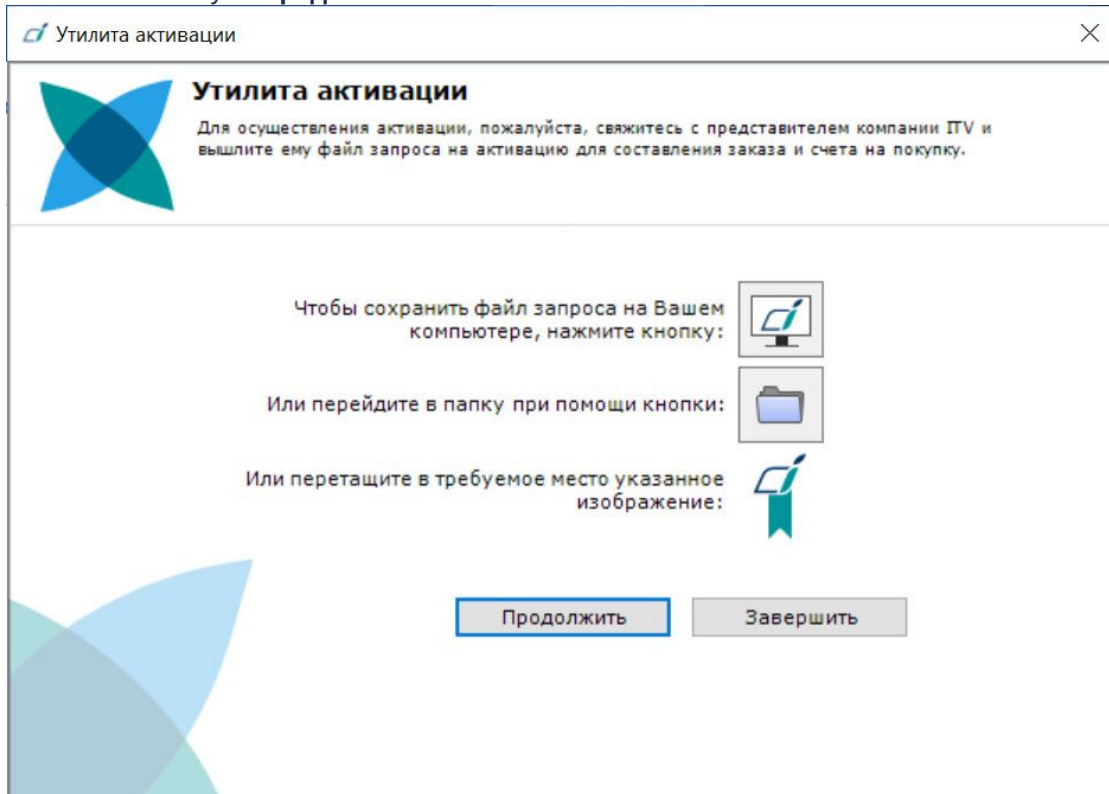 Утилита активации
Утилита активации
Для осуществления активации, пожалуйста, свяжитесь с представителем компании ITV и
вышлите ему файл запроса на активацию для составления заказа и счета на покупку.
Чтобы сохранить файл запроса на Вашем
компьютере, нажмите кнопку:
Или перейдите в папку при помощи кнопки:
Или перетащите в требуемое место указанное
изображение:
Продолжить
Завершить